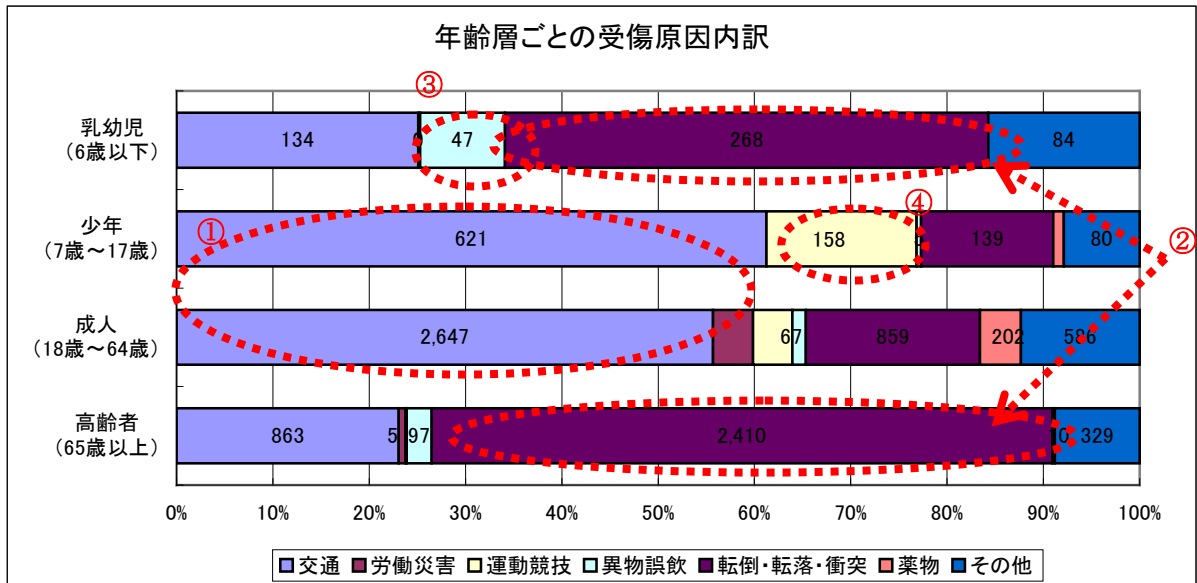 年齢層ごとの受傷原因内訳
③
乳幼児
(6歳以下)
134 0 47 268 84
①
④
少年
(7歳~17歳)
621 158 5 139 80
②
成人
(18歳~64歳)
2,647 67 859 202 586
高齢者
(65歳以上)
863 5 97 2,410 0 329
0% 10% 20% 30% 40% 50% 60% 70% 80% 90% 100%
交通 労働災害 運動競技 異物誤飲 転倒・転落・衝突 薬物 その他